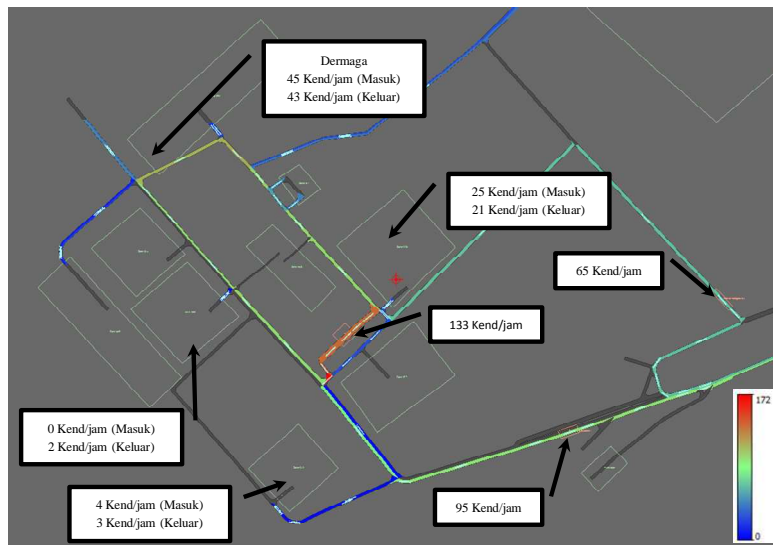 Dermaga
45 Kend/jam (Masuk)
43 Kend/jam (Keluar)
25 Kend/jam (Masuk)
21 Kend/jam (Keluar)
65 Kend/jam
133 Kend/jam
0 Kend/jam (Masuk)
2 Kend/jam (Keluar)
4 Kend/jam (Masuk)
3 Kend/jam (Keluar)
95 Kend/jam
172
0